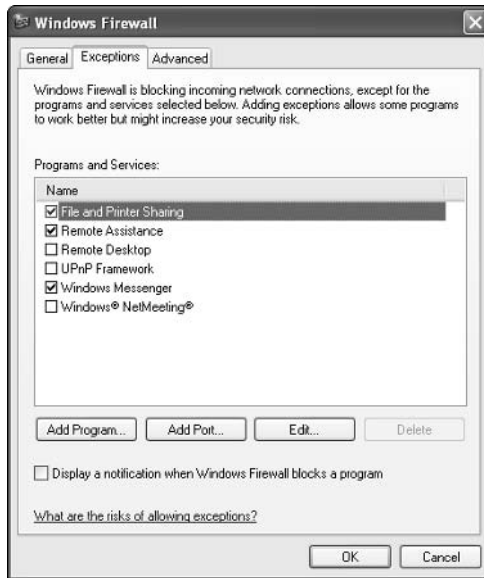 Windows Firewall
General Exceptions Advanced
Windows Firewall is blocking incoming network connections, except for the
programs and services selected below. Adding exceptions allows some programs
to work better but might increase your security risk.
Programs and Services:
Name
File and Printer Sharing
Remote Assistance
Remote Desktop
UPnP Framework
Windows Messenger
Windows® NetMeeting®
Add Program... Add Port... Edit... Delete
Display a notification when Windows Firewall blocks a program
What are the risks of allowing exceptions?
OK Cancel